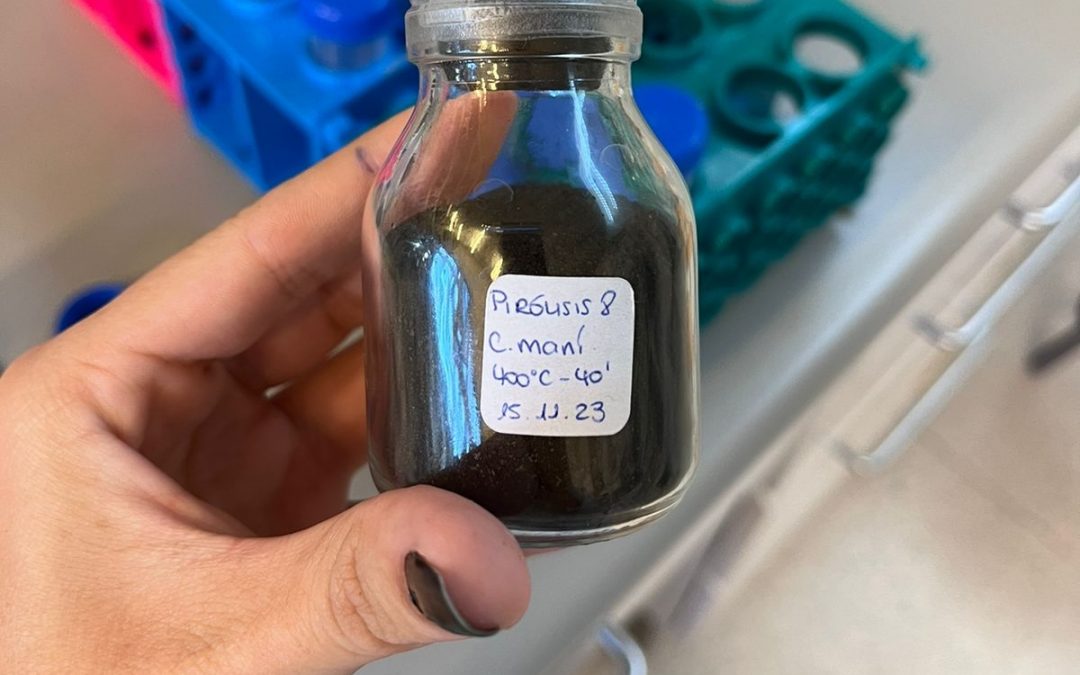 PIRÓLISIS 8
C. maní
400°C - 40'
15.11.23